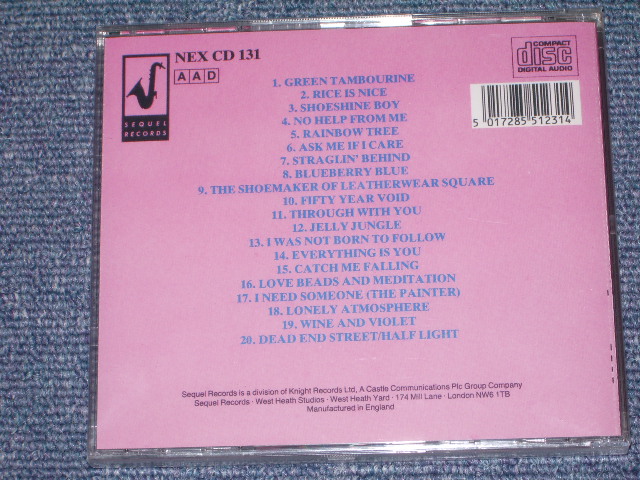 NEX CD 131
AAD
SEQUEL
RECORDS
COMPACT
disc
DIGITAL AUDIO
5 017285 512314
1. GREEN TAMBOURINE
2. RICE IS NICE
3. SHOESHINE BOY
4. NO HELP FROM ME
5. RAINBOW TREE
6. ASK ME IF I CARE
7. STRAGLIN' BEHIND
8. BLUEBERRY BLUE
9. THE SHOEMAKER OF LEATHERWEAR SQUARE
10. FIFTY YEAR VOID
11. THROUGH WITH YOU
12. JELLY JUNGLE
13. I WAS NOT BORN TO FOLLOW
14. EVERYTHING IS YOU
15. CATCH ME FALLING
16. LOVE BEADS AND MEDITATION
17. I NEED SOMEONE (THE PAINTER)
18. LONELY ATMOSPHERE
19. WINE AND VIOLET
20. DEAD END STREET/HALF LIGHT
Sequel Records is a division of Knight Records Ltd, A Castle Communications Plc Group Company
Sequel Records · West Heath Studios · West Heath Yard · 174 Mill Lane · London NW6 1TB
Manufactured in England